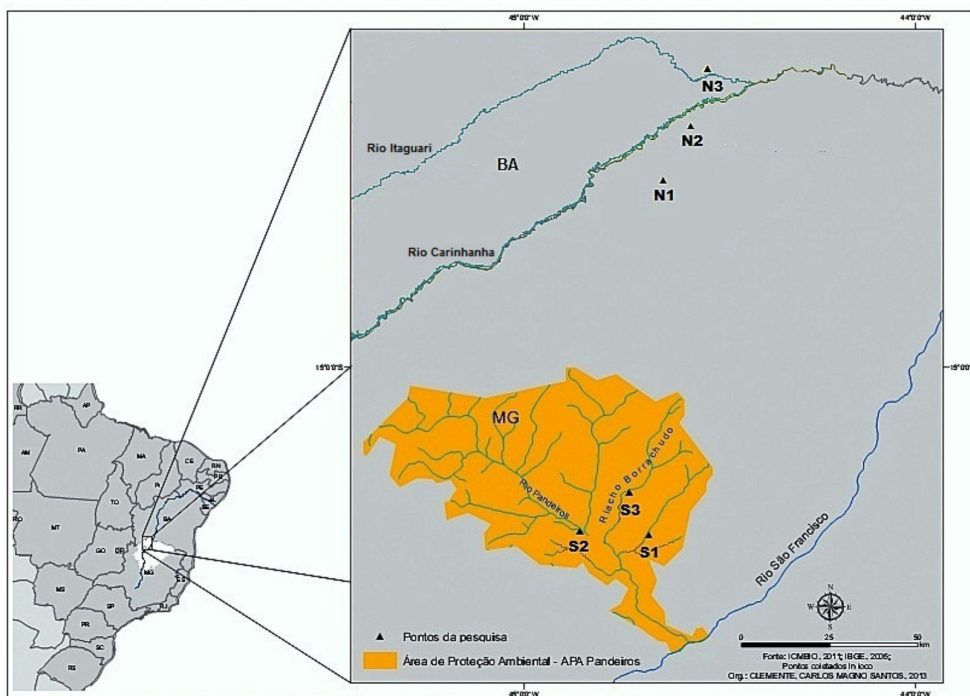 45°0'0"W
44°0'0"W
N3
N2
N1
Rio Itaguari
BA
Rio Carinhanha
15°0'0"S
15°0'0"S
MG
Rio Pandeiros
Riacho Borrachudo
S3
S2
S1
Rio São Francisco
N
W
E
S
Pontos da pesquisa
Área de Proteção Ambiental - APA Pandeiros
0
25
50
km
Fonte: ICMBIO, 2011; IBGE, 2005;
Pontos coletados in loco
Org.: CLEMENTE, CARLOS MAGNO SANTOS, 2013
45°0'0"W
44°0'0"W
RR
AP
AM
PA
MA
CE
RN
PI
PE
AL
SE
TO
BA
RO
MT
GO
DF
MG
ES
MS
SP
RJ
PR
SC
RS